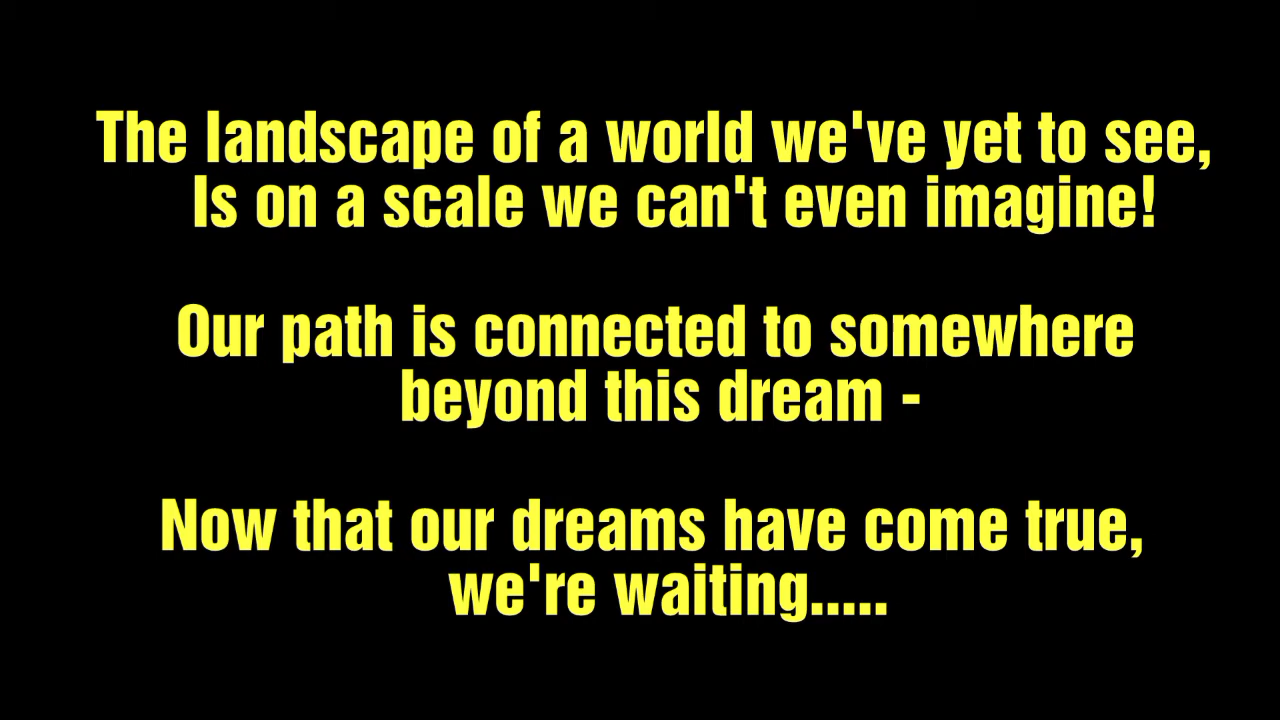 The landscape of a world we've yet to see,
Is on a scale we can't even imagine!
Our path is connected to somewhere
beyond this dream -
Now that our dreams have come true,
we're waiting.....